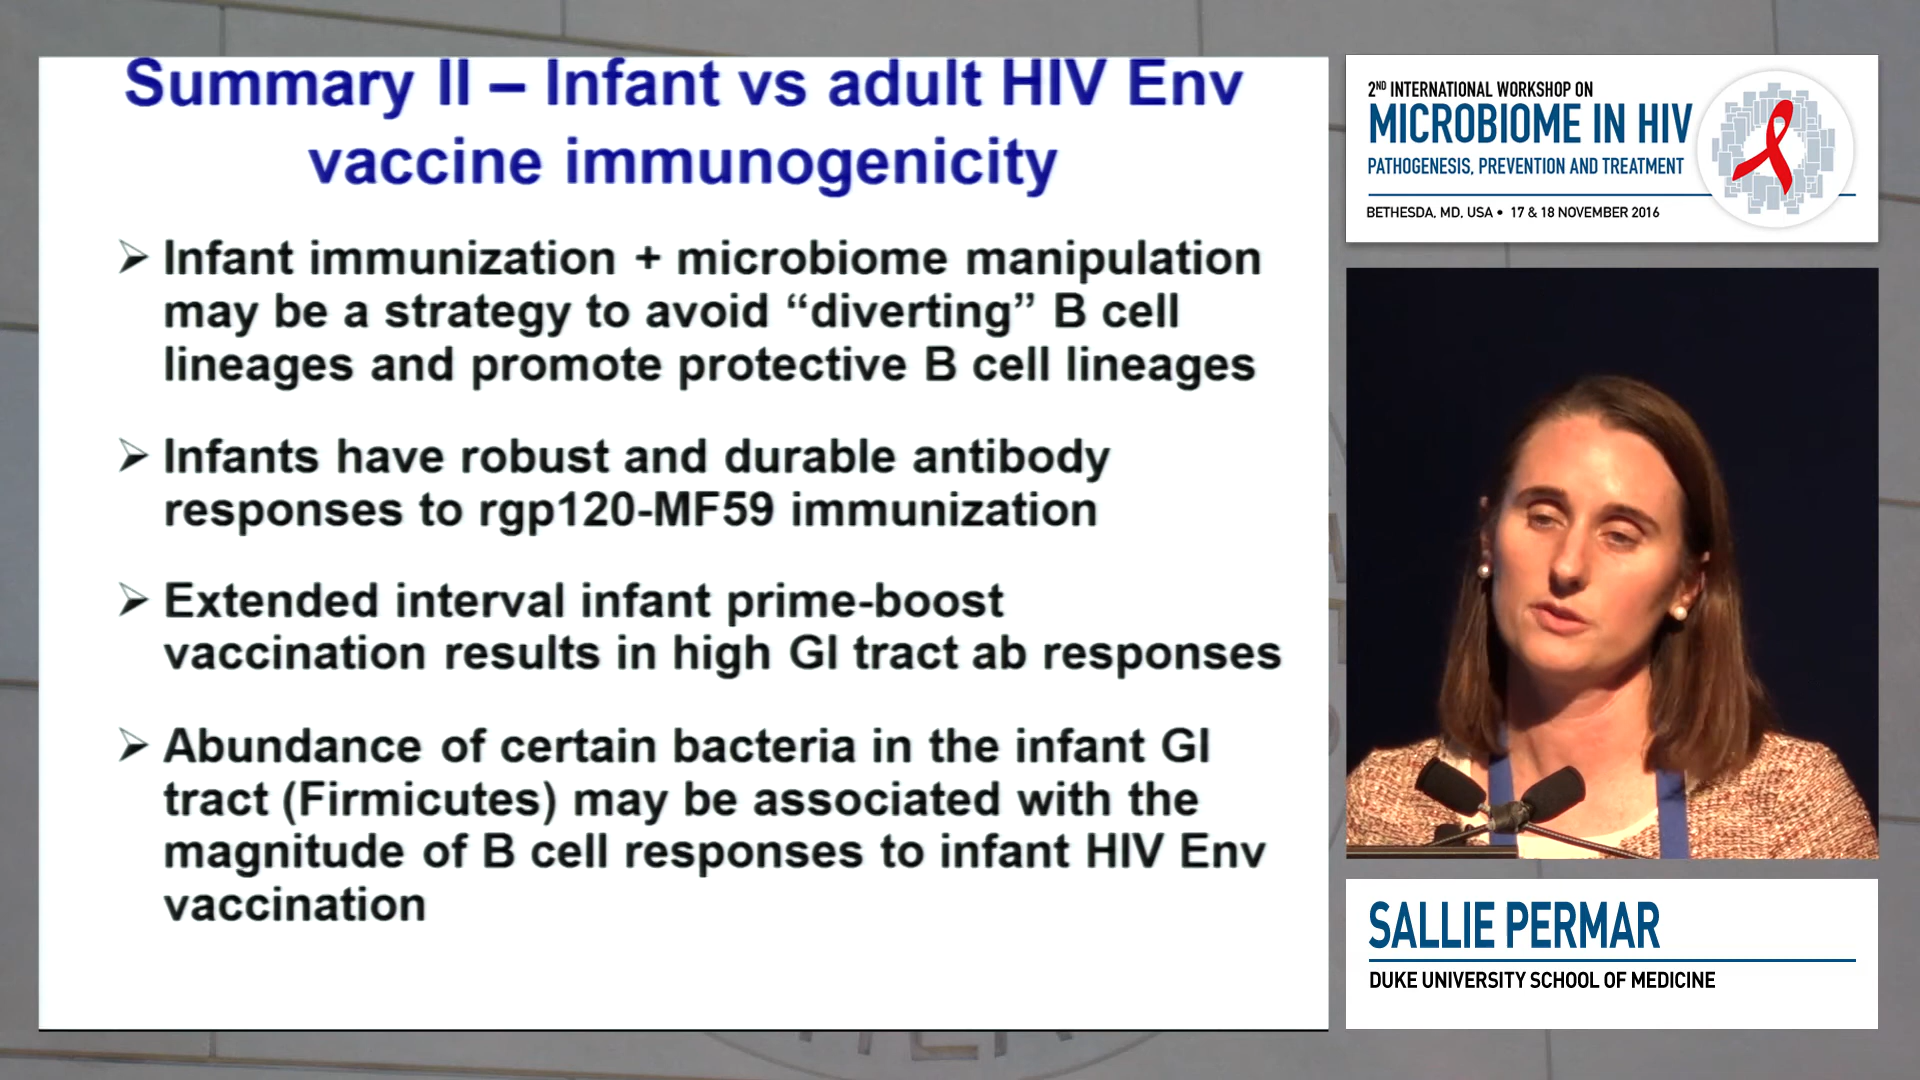 Summary II – Infant vs adult HIV Env
vaccine immunogenicity
➢ Infant immunization + microbiome manipulation
may be a strategy to avoid “diverting” B cell
lineages and promote protective B cell lineages
➢ Infants have robust and durable antibody
responses to rgp120-MF59 immunization
➢ Extended interval infant prime-boost
vaccination results in high GI tract ab responses
➢ Abundance of certain bacteria in the infant GI
tract (Firmicutes) may be associated with the
magnitude of B cell responses to infant HIV Env
vaccination
2ND INTERNATIONAL WORKSHOP ON
MICROBIOME IN HIV
PATHOGENESIS, PREVENTION AND TREATMENT
BETHESDA, MD, USA • 17 & 18 NOVEMBER 2016
SALLIE PERMAR
DUKE UNIVERSITY SCHOOL OF MEDICINE